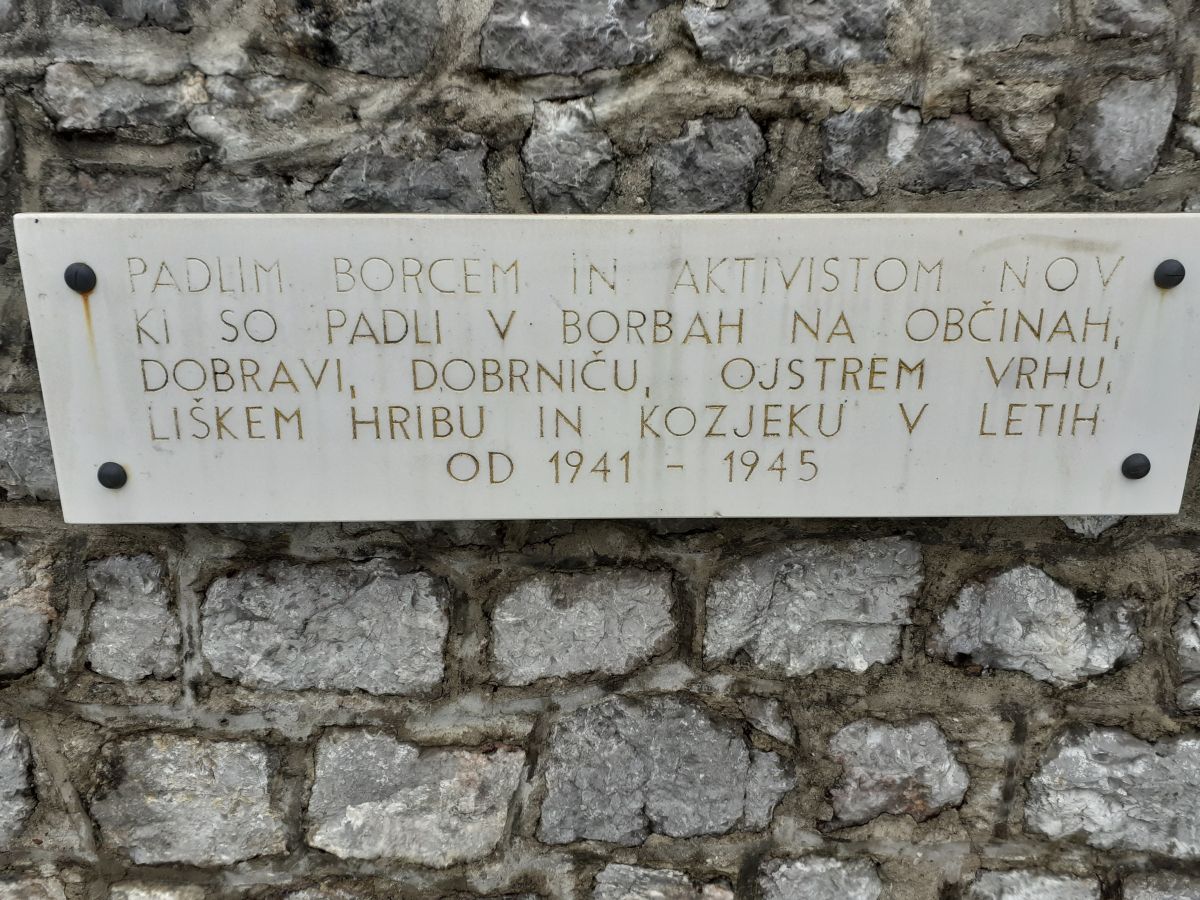 PADLIM BORCEM IN AKTIVISTOM NOV
KI SO PADLI V BORBAH NA OBČINAH,
DOBRAVI, DOBRNIČU, OJSTREM VRHU,
LIŠKEM HRIBU IN KOZJEKU V LETIH
OD 1941 - 1945